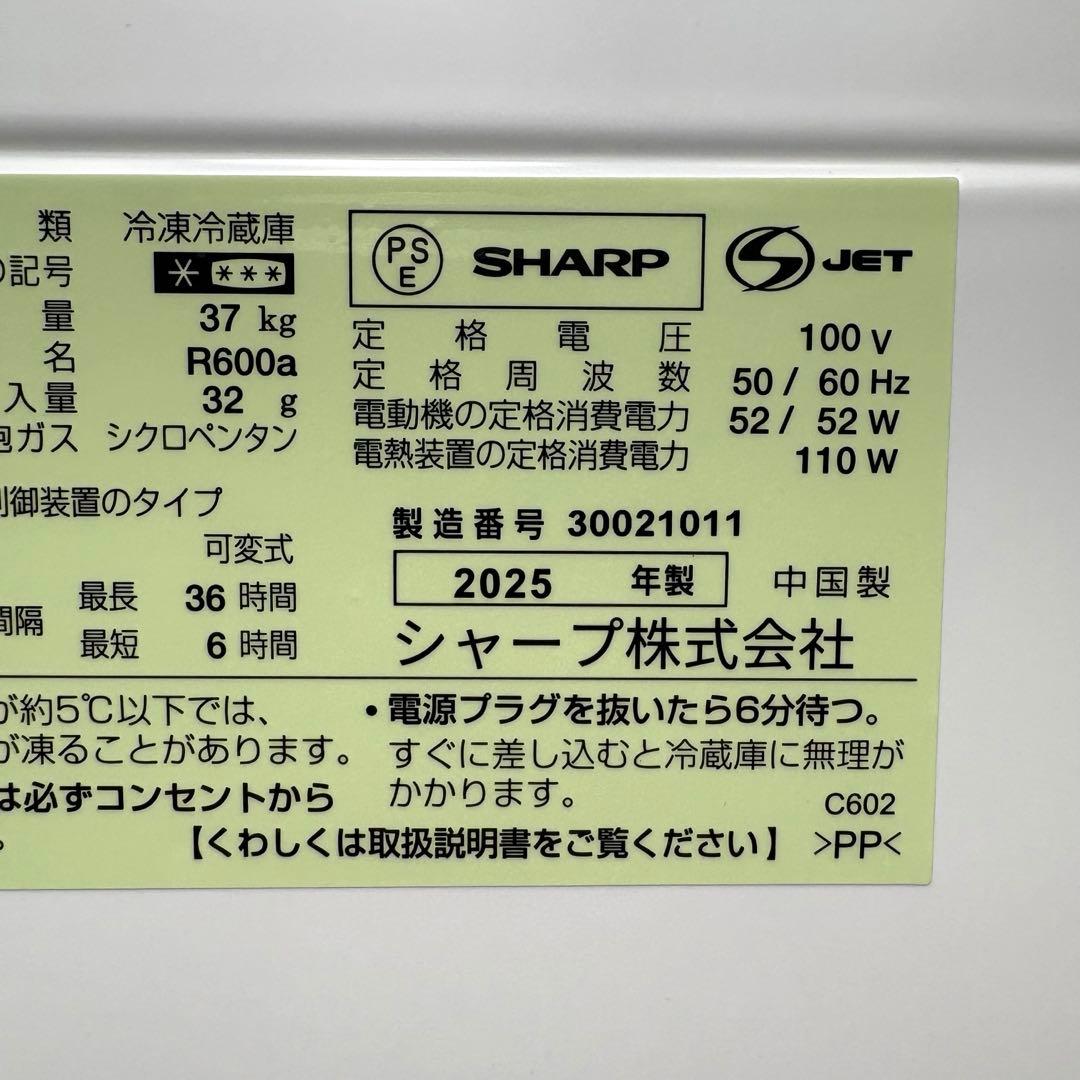 類 冷凍冷蔵庫
の記号 * ***
量 37 kg
名 R600a
入量 32 g
泡ガス シクロペンタン
制御装置のタイプ
可変式
最長 36 時間
間隔
最短 6 時間
PS
E
SHARP
JET
定格電圧 100 V
定格周波数 50 / 60 Hz
電動機の定格消費電力 52 / 52 W
電熱装置の定格消費電力 110 W
製造番号 30021011
2025 年製 中国製
シャープ株式会社
が約5℃以下では、
が凍ることがあります。
は必ずコンセントから
。
・電源プラグを抜いたら6分待つ。
すぐに差し込むと冷蔵庫に無理が
かかります。
C602
【くわしくは取扱説明書をご覧ください】 >PP<